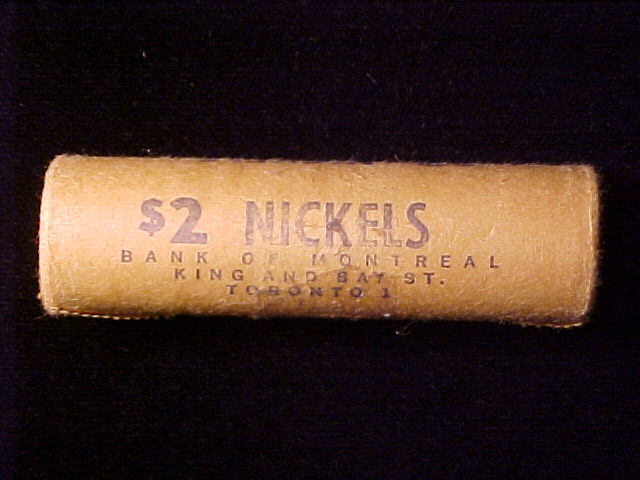 $2 NICKELS
BANK OF MONTREAL
KING AND BAY ST.
TORONTO 1